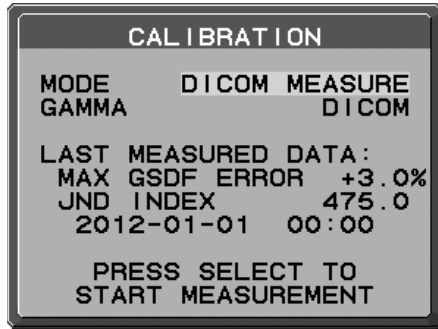 CALIBRATION
MODE DICOM MEASURE
GAMMA DICOM
LAST MEASURED DATA:
MAX GSDF ERROR +3.0%
JND INDEX 475.0
2012-01-01 00:00
PRESS SELECT TO
START MEASUREMENT